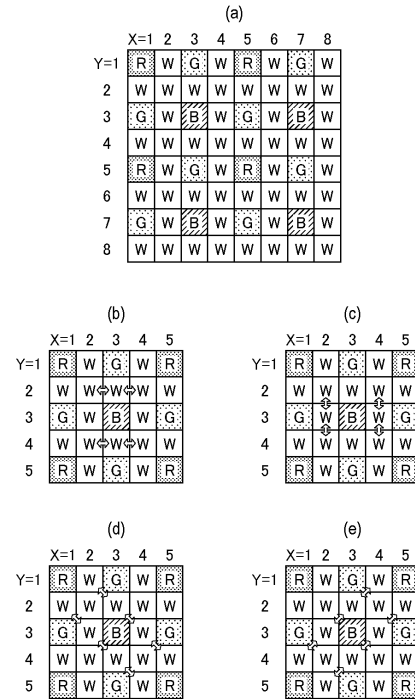 (a)
X=1 2 3 4 5 6 7 8
Y=1 R W G W R W G W
2 W W W W W W W W
3 G W B W G W B W
4 W W W W W W W W
5 R W G W R W G W
6 W W W W W W W W
7 G W B W G W B W
8 W W W W W W W W
(b)
X=1 2 3 4 5
Y=1 R W G W R
2 W W W W W
3 G W B W G
4 W W W W W
5 R W G W R
(c)
X=1 2 3 4 5
Y=1 R W G W R
2 W W W W W
3 G W B W G
4 W W W W W
5 R W G W R
(d)
X=1 2 3 4 5
Y=1 R W G W R
2 W W W W W
3 G W B W G
4 W W W W W
5 R W G W R
(e)
X=1 2 3 4 5
Y=1 R W G W R
2 W W W W W
3 G W B W G
4 W W W W W
5 R W G W R